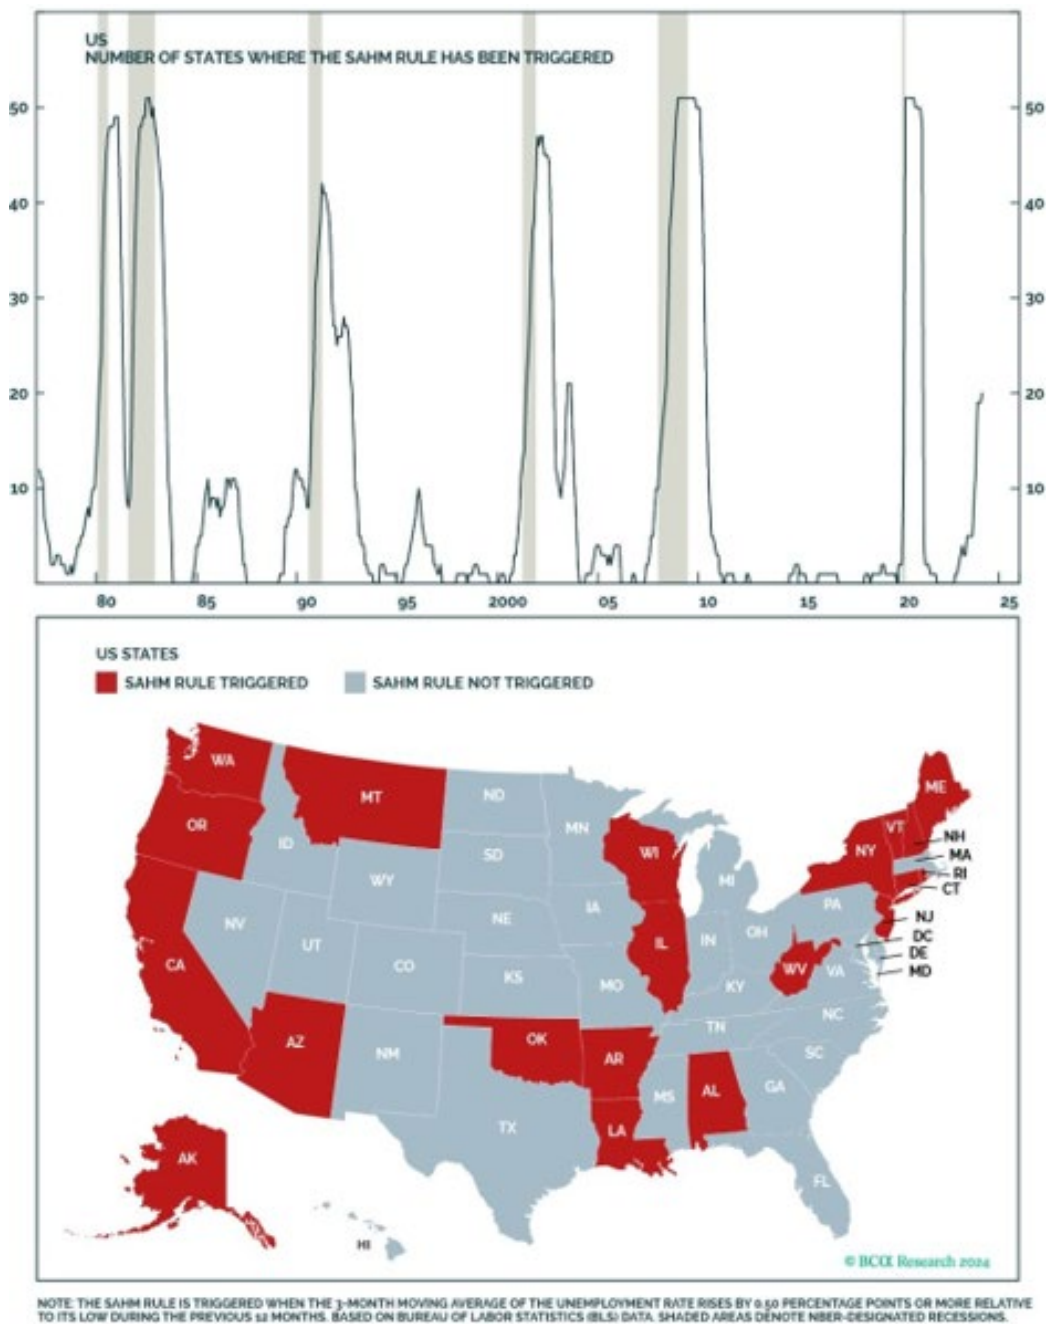 US
NUMBER OF STATES WHERE THE SAHM RULE HAS BEEN TRIGGERED
50 50
40 40
30 30
20 20
10 10
80 85 90 95 2000 05 10 15 20 25
US STATES
SAHM RULE TRIGGERED SAHM RULE NOT TRIGGERED
WA
MT
ND
ME
OR
MN
VT
NH
ID
SD
WI
NY
MA
RI
WY
MI
CT
NE
IA
PA
NJ
NV
IN
OH
DC
UT
IL
DE
CA
CO
KS
MO
WV
VA
MD
KY
NC
AZ
OK
TN
NM
AR
SC
MS
AL
GA
TX
LA
AK
FL
HI
© BCα Research 2024
NOTE: THE SAHM RULE IS TRIGGERED WHEN THE 3-MONTH MOVING AVERAGE OF THE UNEMPLOYMENT RATE RISES BY 0.50 PERCENTAGE POINTS OR MORE RELATIVE
TO ITS LOW DURING THE PREVIOUS 12 MONTHS. BASED ON BUREAU OF LABOR STATISTICS (BLS) DATA. SHADED AREAS DENOTE NBER-DESIGNATED RECESSIONS.